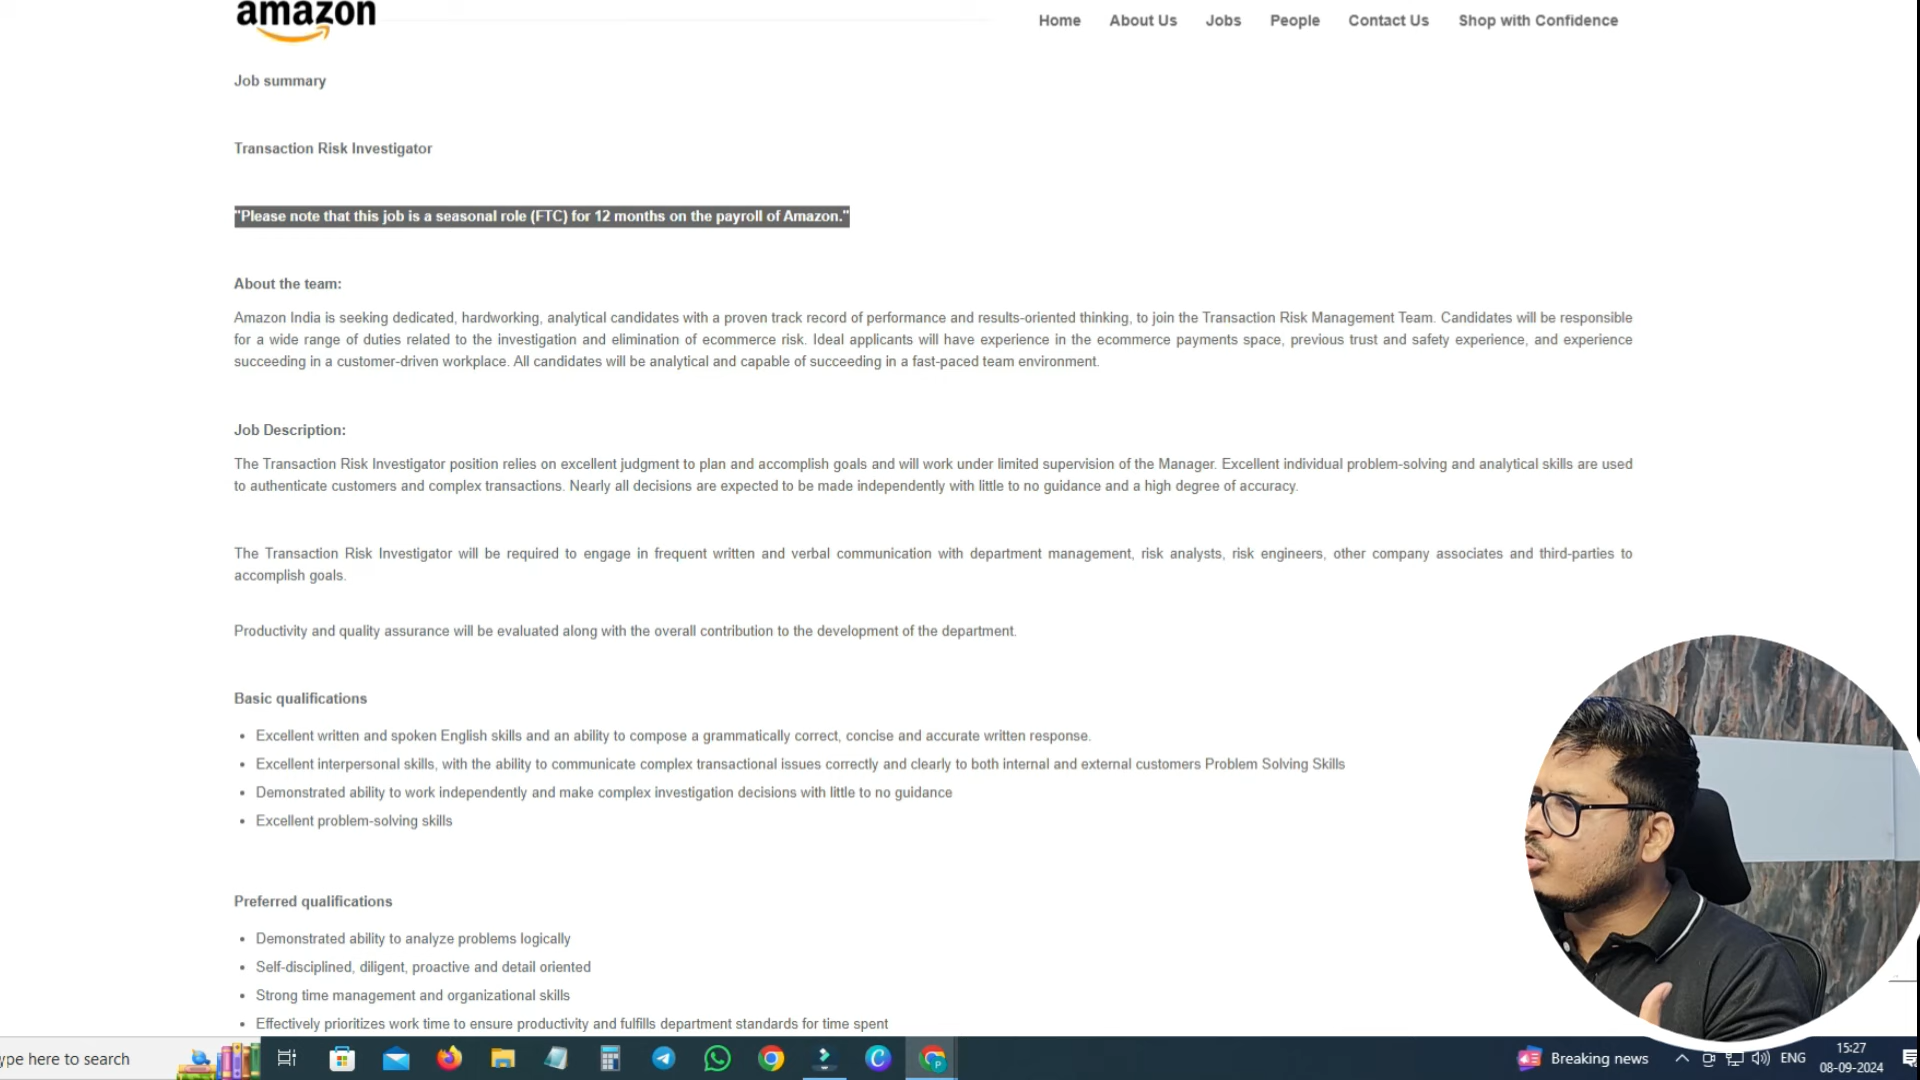 amazon
Home About Us Jobs People Contact Us Shop with Confidence
Job summary
Transaction Risk Investigator
"Please note that this job is a seasonal role (FTC) for 12 months on the payroll of Amazon."
About the team:
Amazon India is seeking dedicated, hardworking, analytical candidates with a proven track record of performance and results-oriented thinking, to join the Transaction Risk Management Team. Candidates will be responsible
for a wide range of duties related to the investigation and elimination of ecommerce risk. Ideal applicants will have experience in the ecommerce payments space, previous trust and safety experience, and experience
succeeding in a customer-driven workplace. All candidates will be analytical and capable of succeeding in a fast-paced team environment.
Job Description:
The Transaction Risk Investigator position relies on excellent judgment to plan and accomplish goals and will work under limited supervision of the Manager. Excellent individual problem-solving and analytical skills are used
to authenticate customers and complex transactions. Nearly all decisions are expected to be made independently with little to no guidance and a high degree of accuracy.
The Transaction Risk Investigator will be required to engage in frequent written and verbal communication with department management, risk analysts, risk engineers, other company associates and third-parties to
accomplish goals.
Productivity and quality assurance will be evaluated along with the overall contribution to the development of the department.
Basic qualifications
• Excellent written and spoken English skills and an ability to compose a grammatically correct, concise and accurate written response.
• Excellent interpersonal skills, with the ability to communicate complex transactional issues correctly and clearly to both internal and external customers Problem Solving Skills
• Demonstrated ability to work independently and make complex investigation decisions with little to no guidance
• Excellent problem-solving skills
Preferred qualifications
• Demonstrated ability to analyze problems logically
• Self-disciplined, diligent, proactive and detail oriented
• Strong time management and organizational skills
• Effectively prioritizes work time to ensure productivity and fulfills department standards for time spent
ype here to search
Breaking news
ENG
15:27
08-09-2024